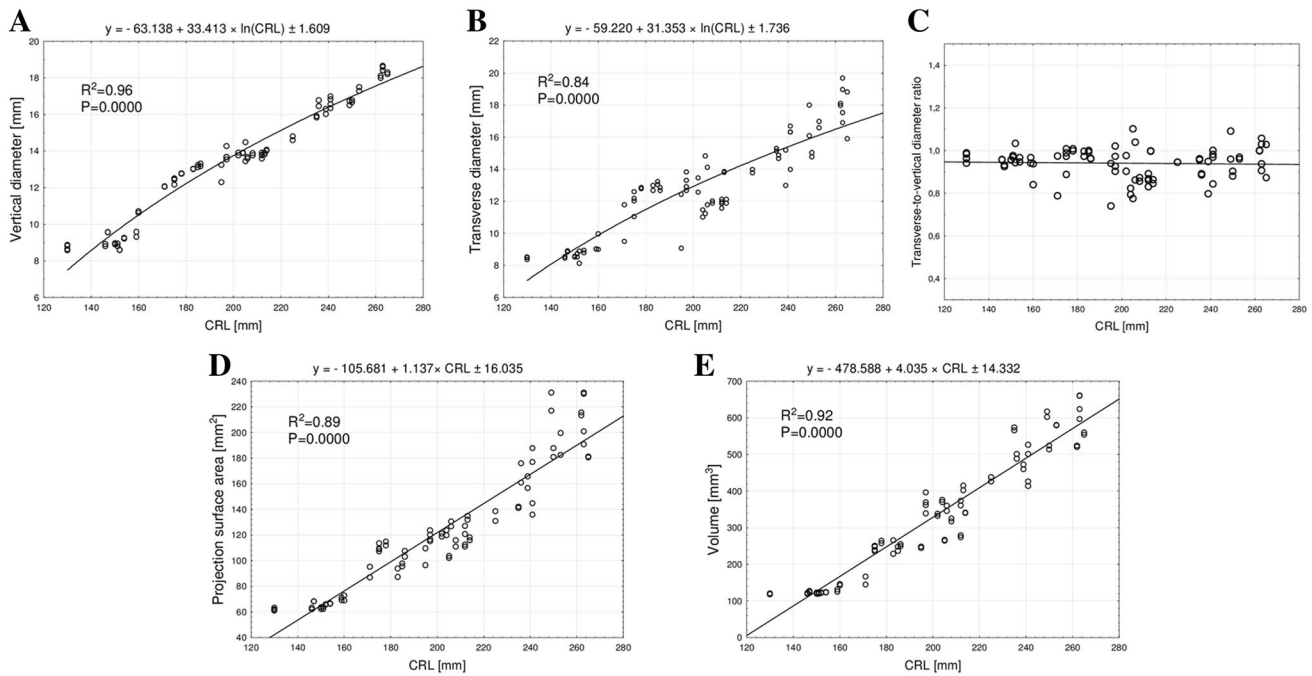 A
y = - 63.138 + 33.413 × ln(CRL) ± 1.609
20
18
16
14
12
10
8
6
Vertical diameter [mm]
R²=0.96
P=0.0000
120 140 160 180 200 220 240 260 280
CRL [mm]
B
y = - 59.220 + 31.353 × ln(CRL) ± 1.736
22
20
18
16
14
12
10
8
6
Transverse diameter [mm]
R²=0.84
P=0.0000
120 140 160 180 200 220 240 260 280
CRL [mm]
C
1,4
1,2
1,0
0,8
0,6
0,4
Transverse-to-vertical diameter ratio
120 140 160 180 200 220 240 260 280
CRL [mm]
D
y = - 105.681 + 1.137× CRL ± 16.035
240
220
200
180
160
140
120
100
80
60
40
Projection surface area [mm²]
R²=0.89
P=0.0000
120 140 160 180 200 220 240 260 280
CRL [mm]
E
y = - 478.588 + 4.035 × CRL ± 14.332
700
600
500
400
300
200
100
0
Volume [mm³]
R²=0.92
P=0.0000
120 140 160 180 200 220 240 260 280
CRL [mm]